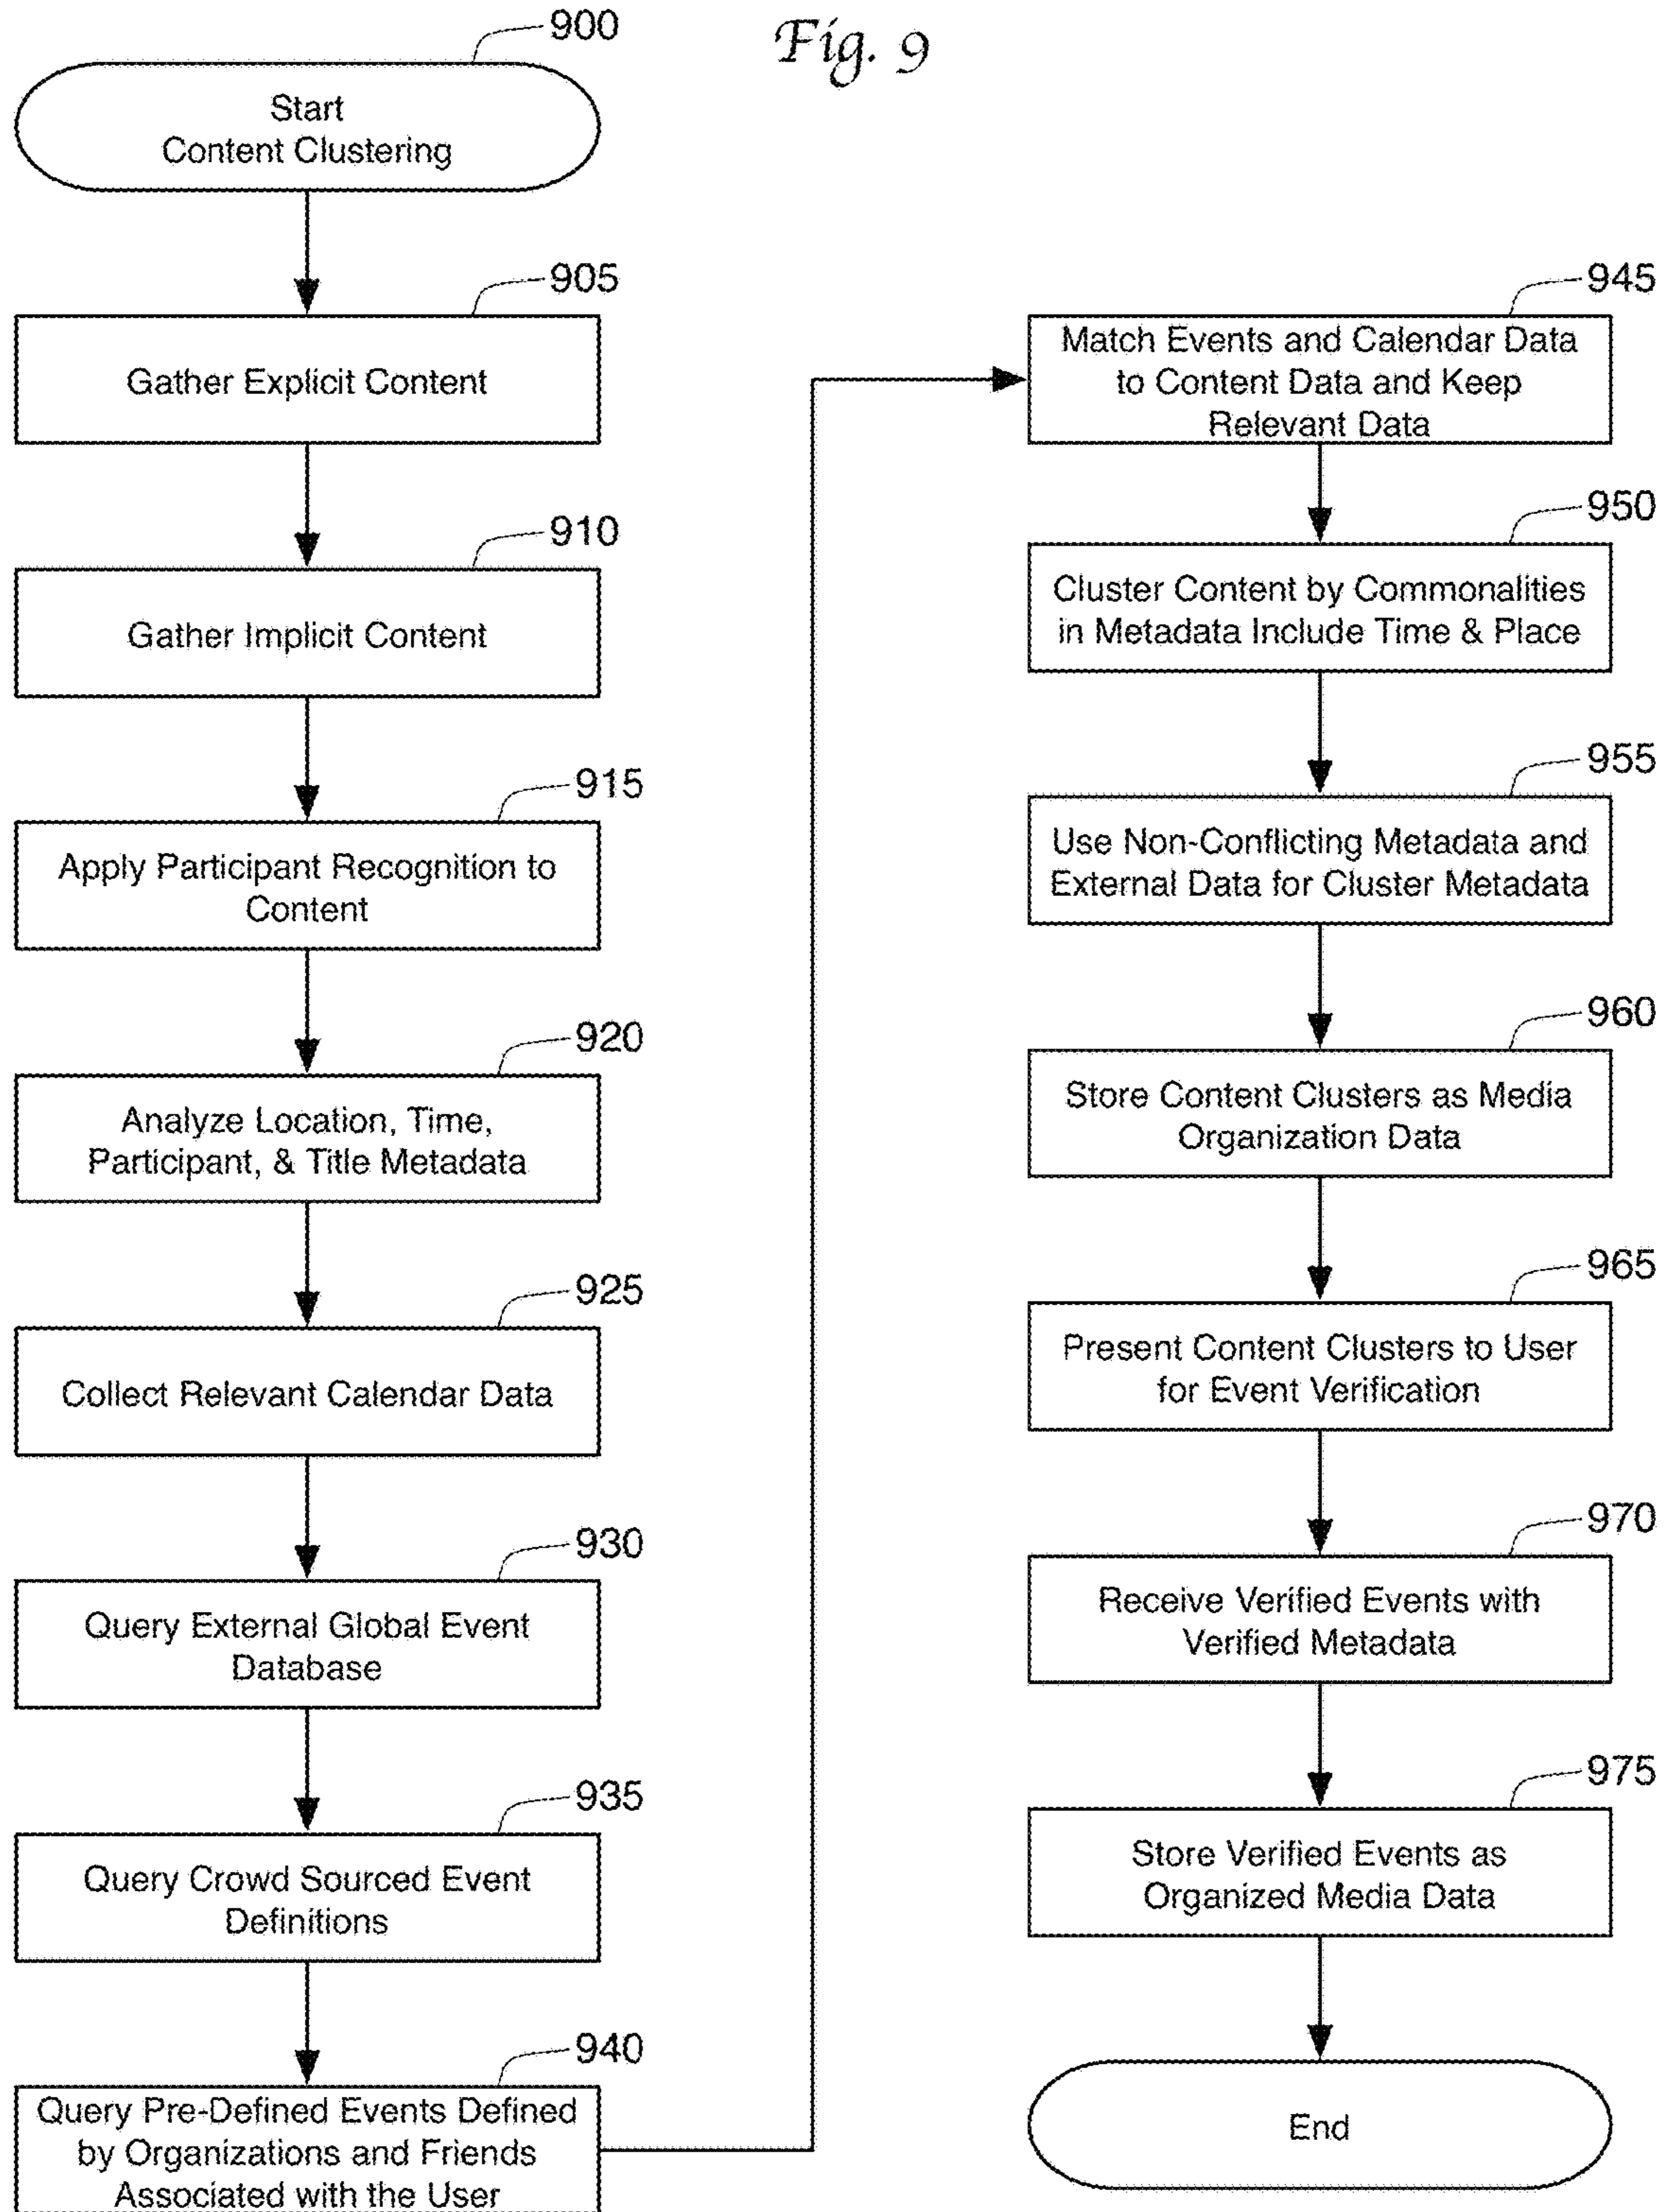 Fig. 9
900
Start
Content Clustering
905
Gather Explicit Content
910
Gather Implicit Content
915
Apply Participant Recognition to
Content
920
Analyze Location, Time,
Participant, & Title Metadata
925
Collect Relevant Calendar Data
930
Query External Global Event
Database
935
Query Crowd Sourced Event
Definitions
940
Query Pre-Defined Events Defined
by Organizations and Friends
Associated with the User
945
Match Events and Calendar Data
to Content Data and Keep
Relevant Data
950
Cluster Content by Commonalities
in Metadata Include Time & Place
955
Use Non-Conflicting Metadata and
External Data for Cluster Metadata
960
Store Content Clusters as Media
Organization Data
965
Present Content Clusters to User
for Event Verification
970
Receive Verified Events with
Verified Metadata
975
Store Verified Events as
Organized Media Data
End